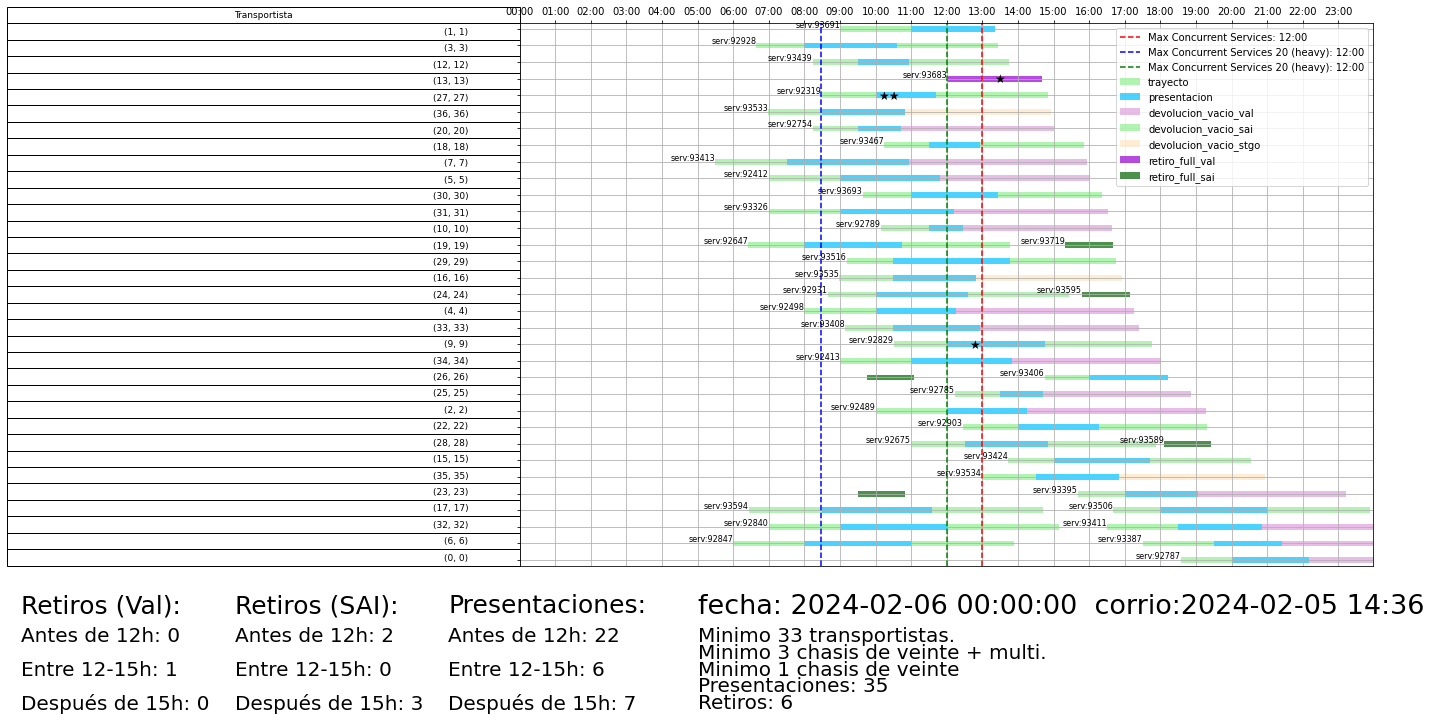 Transportista
00:00 01:00 02:00 03:00 04:00 05:00 06:00 07:00 08:00 09:00 10:00 11:00 12:00 13:00 14:00 15:00 16:00 17:00 18:00 19:00 20:00 21:00 22:00 23:00
(1, 1) serv:93691
(3, 3) serv:92928
(12, 12) serv:93439
(13, 13) serv:93683
(27, 27) serv:92319
(36, 36) serv:93533
(20, 20) serv:92754
(18, 18) serv:93467
(7, 7) serv:93413
(5, 5) serv:92412
(30, 30) serv:93693
(31, 31) serv:93326
(10, 10) serv:92789
(19, 19) serv:92647 serv:93719
(29, 29) serv:93516
(16, 16) serv:93535
(24, 24) serv:92931 serv:93595
(4, 4) serv:92498
(33, 33) serv:93408
(9, 9) serv:92829
(34, 34) serv:92413
(26, 26) serv:93406
(25, 25) serv:92785
(2, 2) serv:92489
(22, 22) serv:92903
(28, 28) serv:92675 serv:93589
(15, 15) serv:93424
(35, 35) serv:93534
(23, 23) serv:93395
(17, 17) serv:93594 serv:93506
(32, 32) serv:92840 serv:93411
(6, 6) serv:92847 serv:93387
(0, 0) serv:92787
Max Concurrent Services: 12:00
Max Concurrent Services 20 (heavy): 12:00
Max Concurrent Services 20 (heavy): 12:00
trayecto
presentacion
devolucion_vacio_val
devolucion_vacio_sai
devolucion_vacio_stgo
retiro_full_val
retiro_full_sai
Retiros (Val):
Antes de 12h: 0
Entre 12-15h: 1
Después de 15h: 0
Retiros (SAI):
Antes de 12h: 2
Entre 12-15h: 0
Después de 15h: 3
Presentaciones:
Antes de 12h: 22
Entre 12-15h: 6
Después de 15h: 7
fecha: 2024-02-06 00:00:00 corrio:2024-02-05 14:36
Minimo 33 transportistas.
Minimo 3 chasis de veinte + multi.
Minimo 1 chasis de veinte
Presentaciones: 35
Retiros: 6